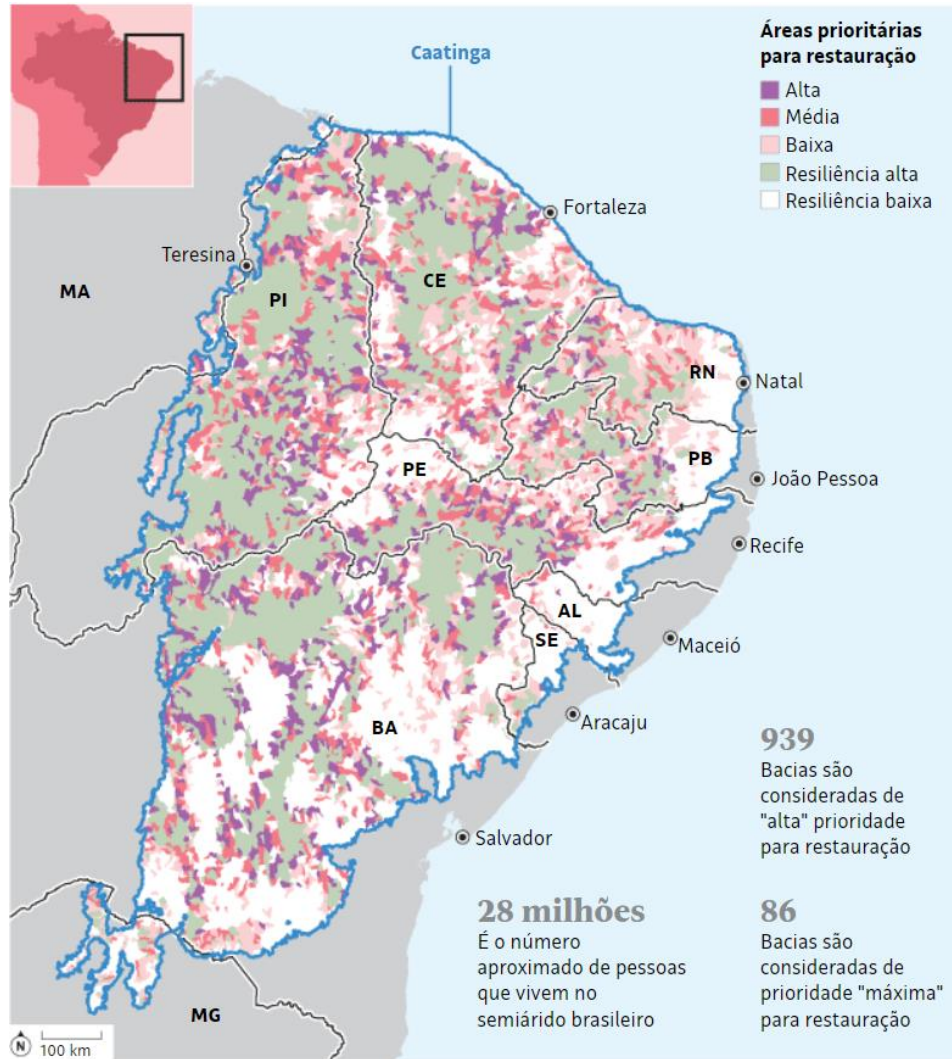 Caatinga
Áreas prioritárias
para restauração
Alta
Média
Baixa
Resiliência alta
Resiliência baixa
Fortaleza
Teresina
MA
PI
CE
RN
Natal
PB
PE
João Pessoa
Recife
AL
SE
Maceió
BA
Aracaju
Salvador
939
Bacias são
consideradas de
"alta" prioridade
para restauração
28 milhões
É o número
aproximado de pessoas
que vivem no
semiárido brasileiro
86
Bacias são
consideradas de
prioridade "máxima"
para restauração
MG
N
100 km